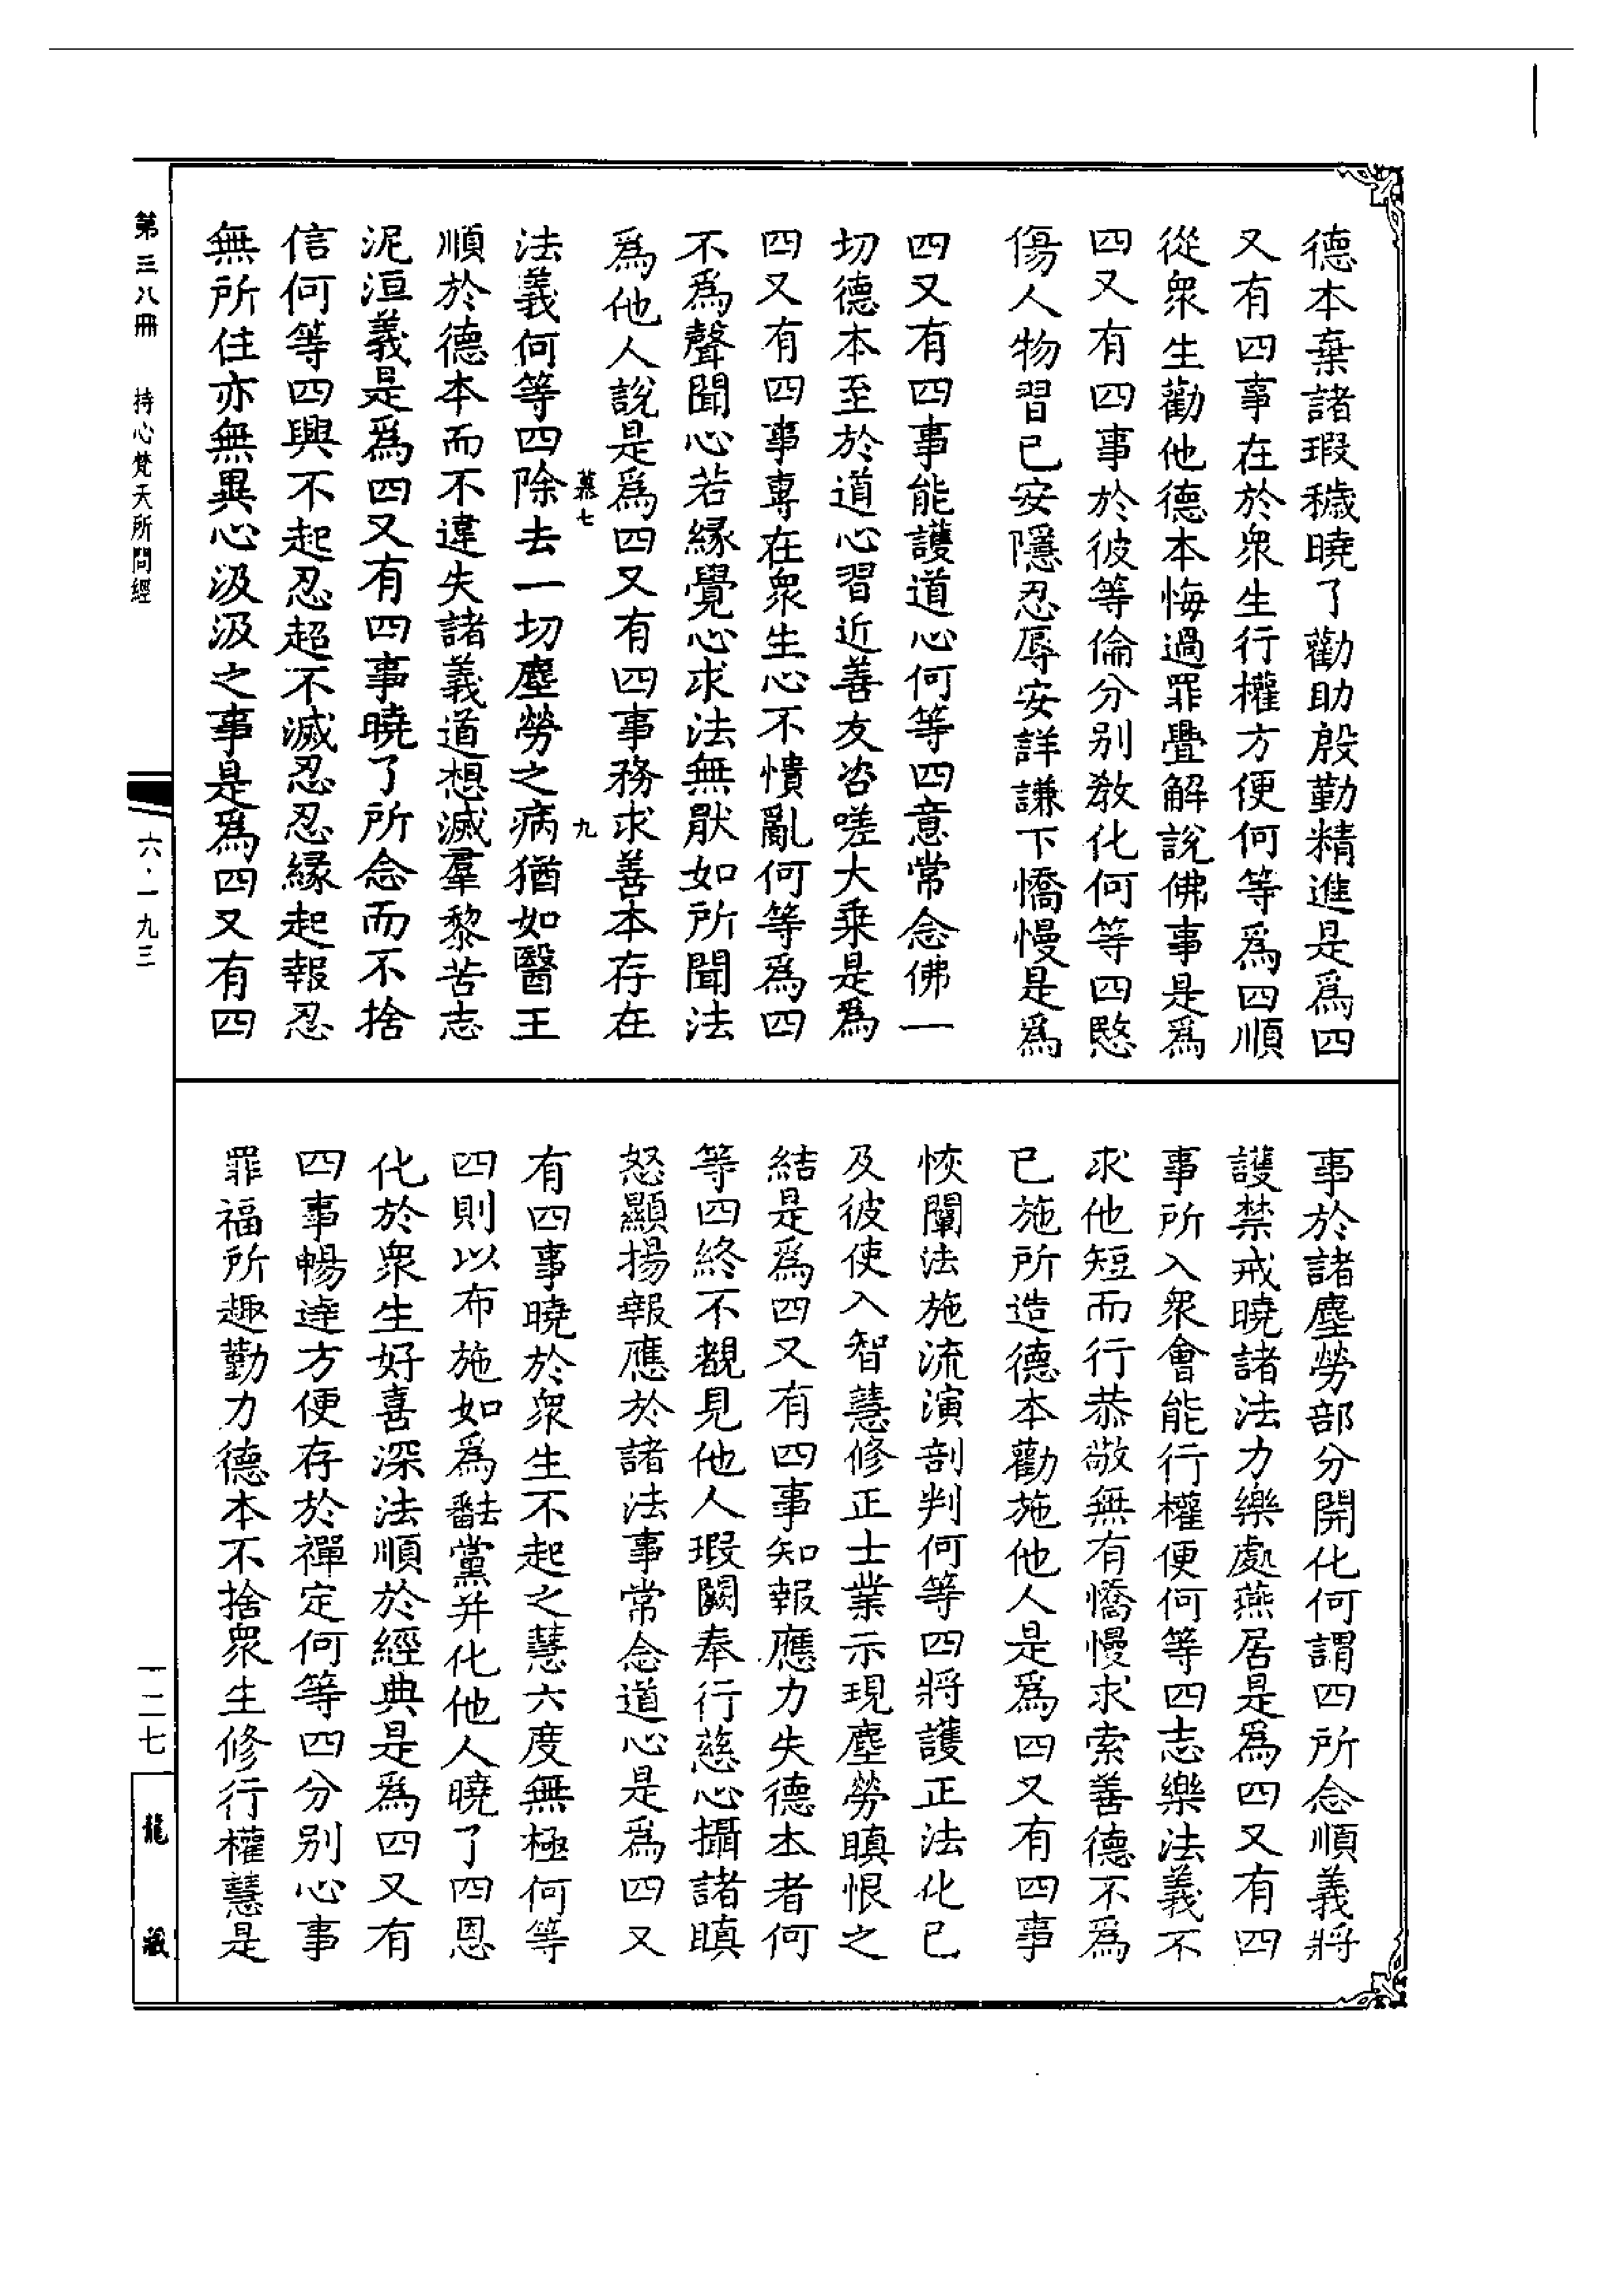 德本棄諸瑕穢曉了勸助殷勤精進是爲四
又有四事在於衆生行權方便何等爲四順
從衆生勸他德本悔過罪疊解說佛事是爲
四又有四事於彼等倫分别教化何等四愍
傷人物習已安隱忍辱安詳謙下憍慢是爲
四又有四事能護道心何等四意常念佛一
切德本至於道心習近善友咨嗟大乘是爲
四又有四事專在衆生心不憒亂何等爲四
不爲聲聞心若緣覺心求法無猒如所聞法
爲他人說是爲四又有四事務求善本存在
慕七 九
法義何等四除去一切塵勞之病猶如醫王
順於德本而不違失諸義道想滅羣黎苦志
泥洹義是爲四又有四事曉了所念而不捨
信何等四興不起忍超不滅忍忍緣起報忍
無所住亦無異心汲汲之事是爲四又有四
事於諸塵勞部分開化何謂四所念順義將
護禁戒曉諸法力樂處燕居是爲四又有四
事所入衆會能行權便何等四志樂法義不
求他短而行恭敬無有憍慢求索善德不爲
已施所造德本勸施他人是爲四又有四事
恢闡法施流演剖判何等四將護正法化已
及彼使入智慧修正士業示現塵勞瞋恨之
結是爲四又有四事知報應力失德本者何
等四終不覩見他人瑕闕奉行慈心攝諸瞋
怒顯揚報應於諸法事常念道心是爲四又
有四事曉於衆生不起之慧六度無極何等
四則以布施如爲黨并化他人曉了四恩
化於衆生好喜深法順於經典是爲四又有
四事暢達方便存於禪定何等四分别心事
罪福所趣勤力德本不捨衆生修行權慧是
第三八冊 持心梵天所問經
六·一九三
一二七
龍藏